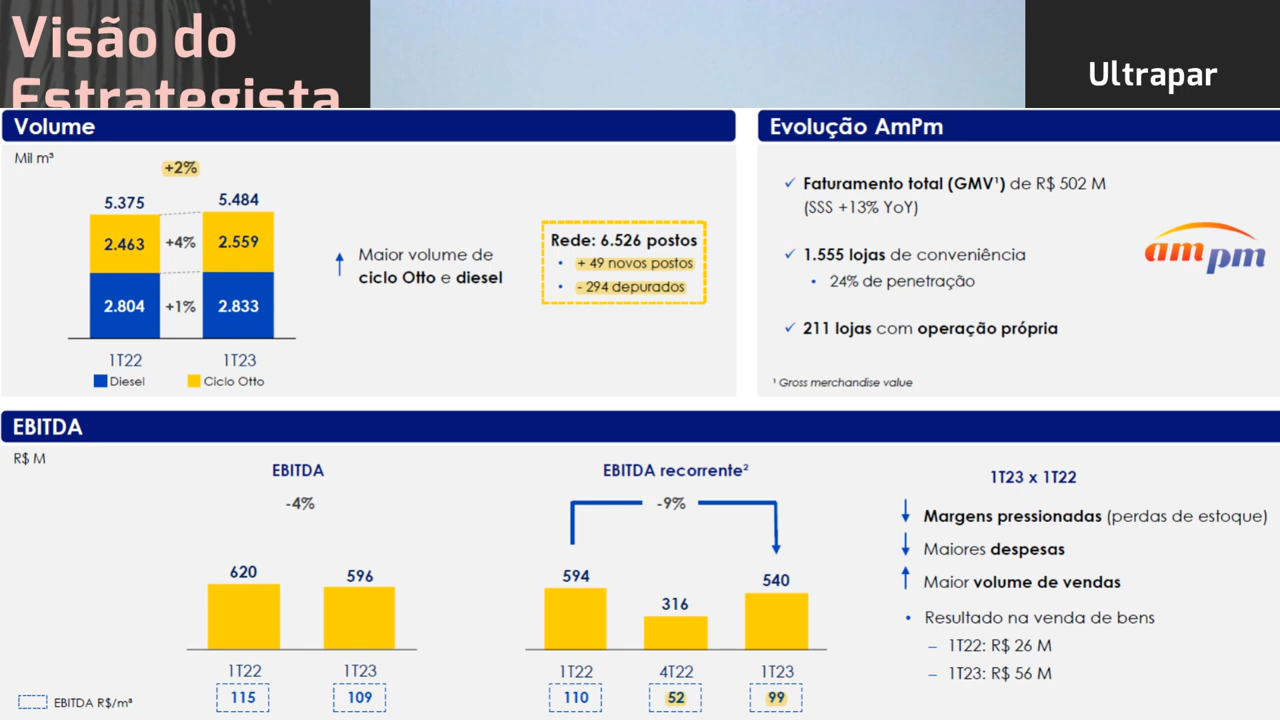 Visão do
Estrategista
Ultrapar
Volume
Mil m³
+2%
5.375
5.484
2.463
+4%
2.559
2.804
+1%
2.833
1T22
1T23
Diesel
Ciclo Otto
Maior volume de
ciclo Otto e diesel
Rede: 6.526 postos
• + 49 novos postos
• - 294 depurados
Evolução AmPm
✓ Faturamento total (GMV¹) de R$ 502 M
(SSS +13% YoY)
✓ 1.555 lojas de conveniência
• 24% de penetração
✓ 211 lojas com operação própria
am pm
¹ Gross merchandise value
EBITDA
R$ M
EBITDA
-4%
620
596
1T22
1T23
115
109
EBITDA R$/m³
EBITDA recorrente²
-9%
594
316
540
1T22
4T22
1T23
110
52
99
1T23 x 1T22
Margens pressionadas (perdas de estoque)
Maiores despesas
Maior volume de vendas
• Resultado na venda de bens
– 1T22: R$ 26 M
– 1T23: R$ 56 M